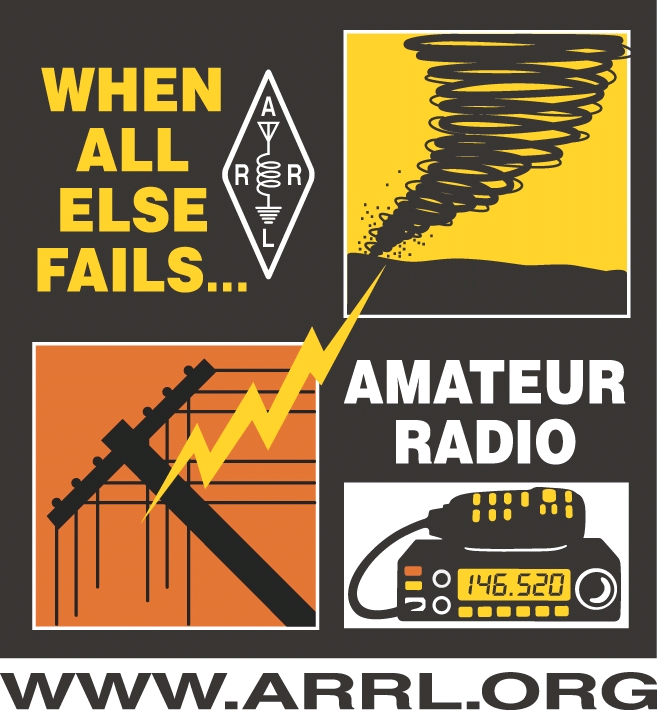 WHEN
ALL
ELSE
FAILS...
A
R R
L
AMATEUR
RADIO
146.520
WWW.ARRL.ORG